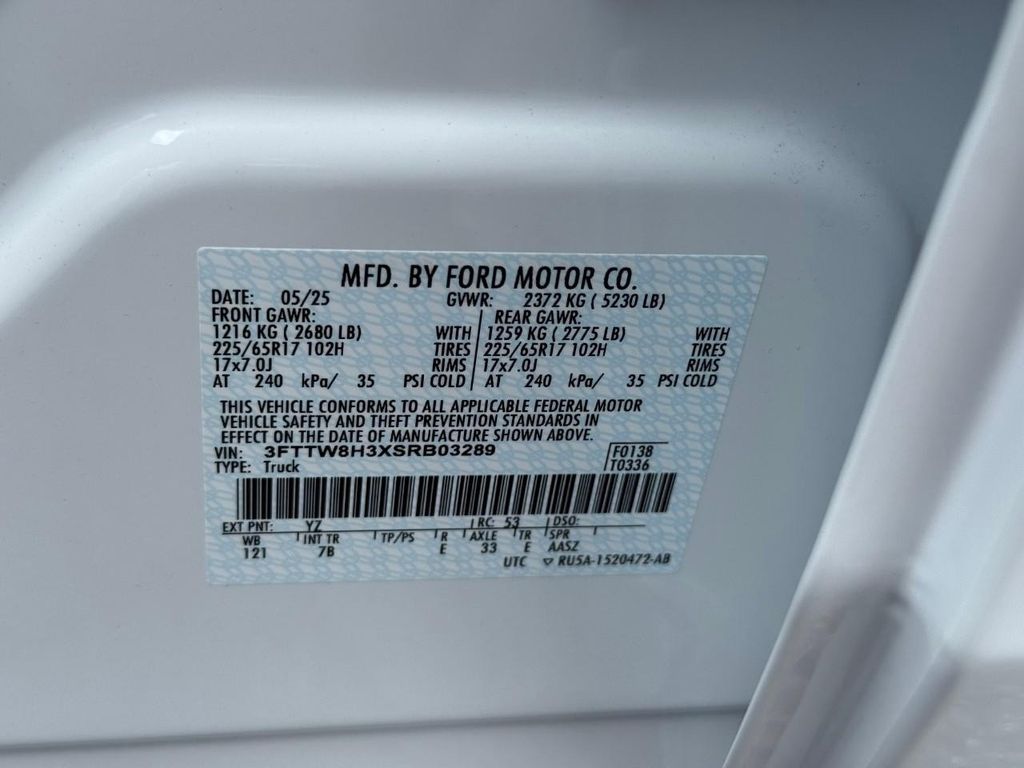 MFD. BY FORD MOTOR CO.
DATE: 05/25 GVWR: 2372 KG ( 5230 LB)
FRONT GAWR: REAR GAWR:
1216 KG ( 2680 LB) WITH 1259 KG ( 2775 LB) WITH
225/65R17 102H TIRES 225/65R17 102H TIRES
17x7.0J RIMS 17x7.0J RIMS
AT 240 kPa/ 35 PSI COLD AT 240 kPa/ 35 PSI COLD
THIS VEHICLE CONFORMS TO ALL APPLICABLE FEDERAL MOTOR
VEHICLE SAFETY AND THEFT PREVENTION STANDARDS IN
EFFECT ON THE DATE OF MANUFACTURE SHOWN ABOVE.
VIN: 3FTTW8H3XSRB03289 F0138
TYPE: Truck T0336
EXT PNT: YZ RC: 53 DSO:
WB INT TR TP/PS R AXLE TR SPR
121 7B E 33 E AASZ
UTC ▽ RU5A-1520472-AB